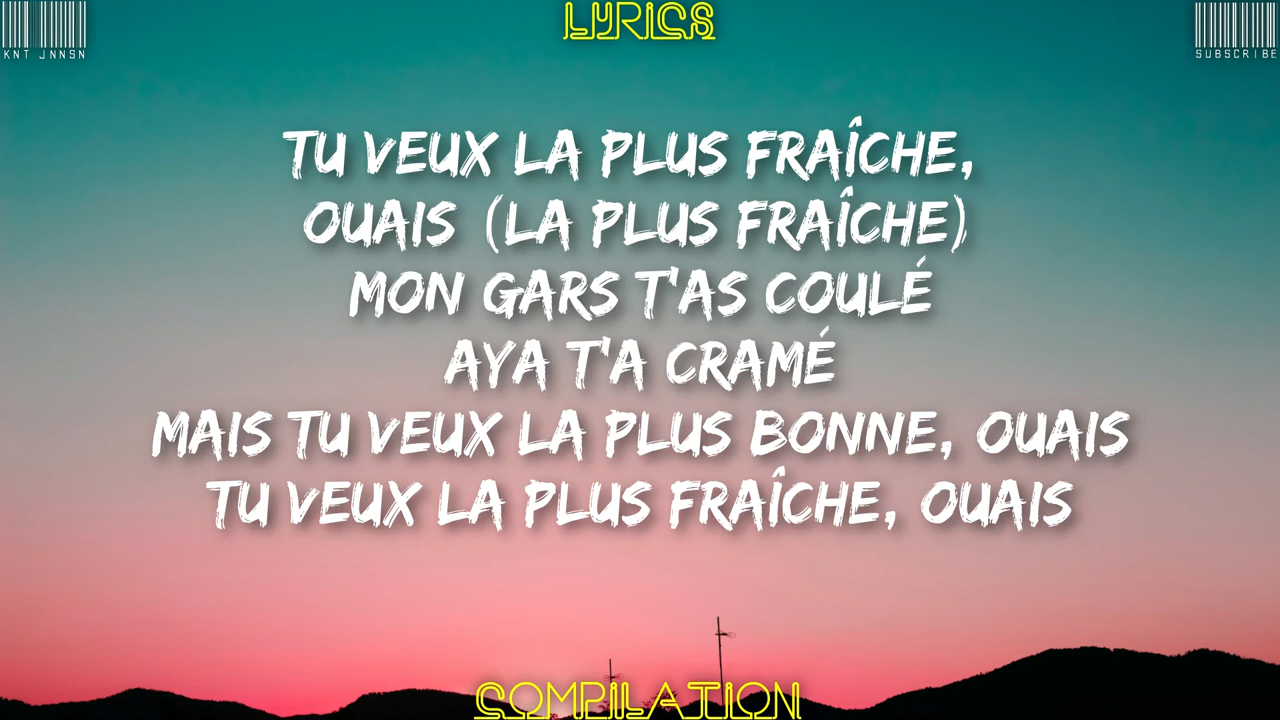 LYRICS
KNT JNNSN
SUBSCRIBE
TU VEUX LA PLUS FRAÎCHE,
OUAIS (LA PLUS FRAÎCHE)
MON GARS T'AS COULÉ
AYA T'A CRAMÉ
MAIS TU VEUX LA PLUS BONNE, OUAIS
TU VEUX LA PLUS FRAÎCHE, OUAIS
COMPILATION